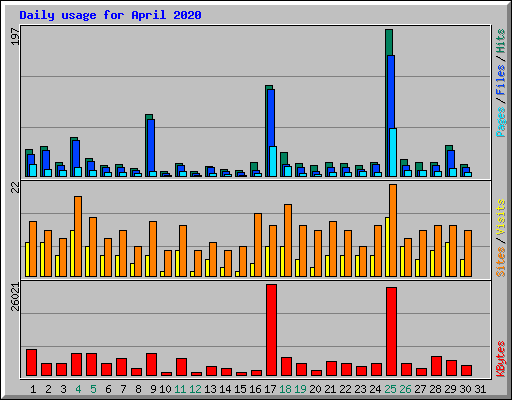 Daily usage for April 2020
197
22
26021
Pages / Files / Hits
Sites / Visits
KBytes
1 2 3 4 5 6 7 8 9 10 11 12 13 14 15 16 17 18 19 20 21 22 23 24 25 26 27 28 29 30 31